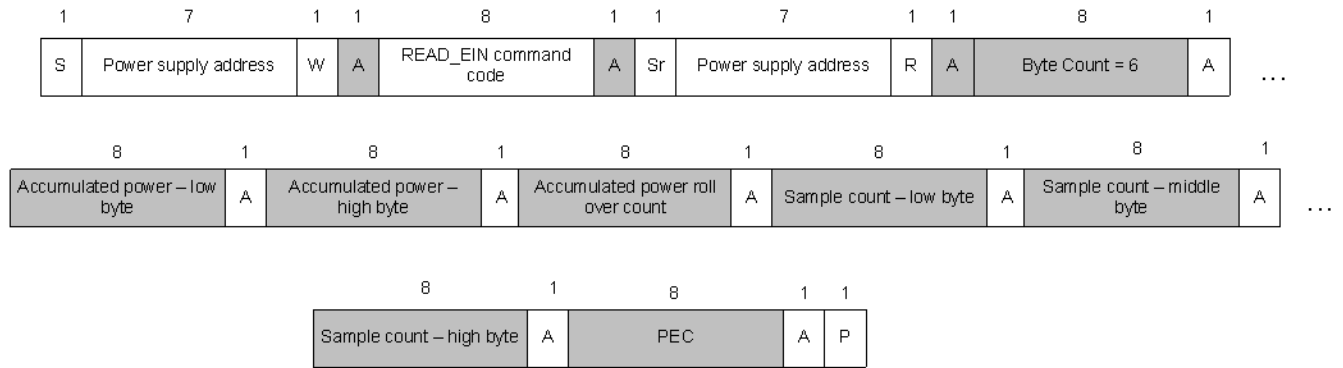 1 7 1 1 8 1 1 7 1 1 8 1
S Power supply address W A READ_EIN command code A Sr Power supply address R A Byte Count = 6 A ...
8 1 8 1 8 1 8 1 8 1
Accumulated power – low byte A Accumulated power – high byte A Accumulated power roll over count A Sample count – low byte A Sample count – middle byte A ...
8 1 8 1 1
Sample count – high byte A PEC A P